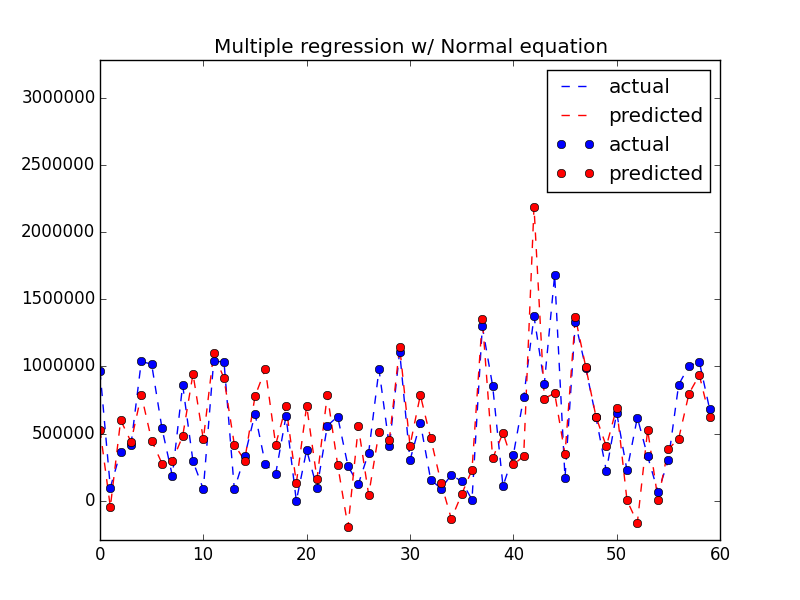 Multiple regression w/ Normal equation
actual
predicted
actual
predicted
3000000
2500000
2000000
1500000
1000000
500000
0
0 10 20 30 40 50 60